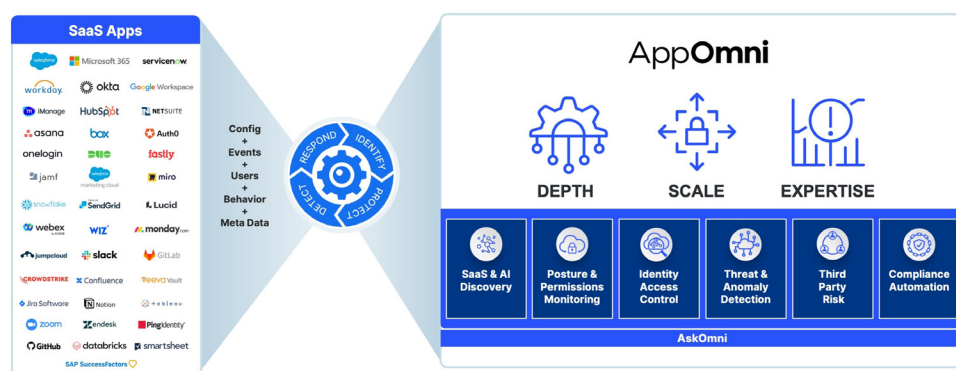 SaaS Apps
salesforce Microsoft 365 servicenow
workday. okta Google Workspace
iManage HubSpot NETSUITE
asana box Auth0
onelogin DUO fastly
jamf salesforce marketing cloud miro
snowflake SendGrid Lucid
webex by CISCO WIZ monday.com
jumpcloud slack GitLab
CROWDSTRIKE Confluence Veeva Vault
Jira Software Notion + a b l e a u
zoom zendesk PingIdentity
GitHub databricks smartsheet
SAP SuccessFactors
Config
+
Events
+
Users
+
Behavior
+
Meta Data
RESPOND
IDENTIFY
PROTECT
DETECT
AppOmni
DEPTH SCALE EXPERTISE
SaaS & AI
Discovery
Posture &
Permissions
Monitoring
Identity
Access
Control
Threat &
Anomaly
Detection
Third
Party
Risk
Compliance
Automation
AskOmni